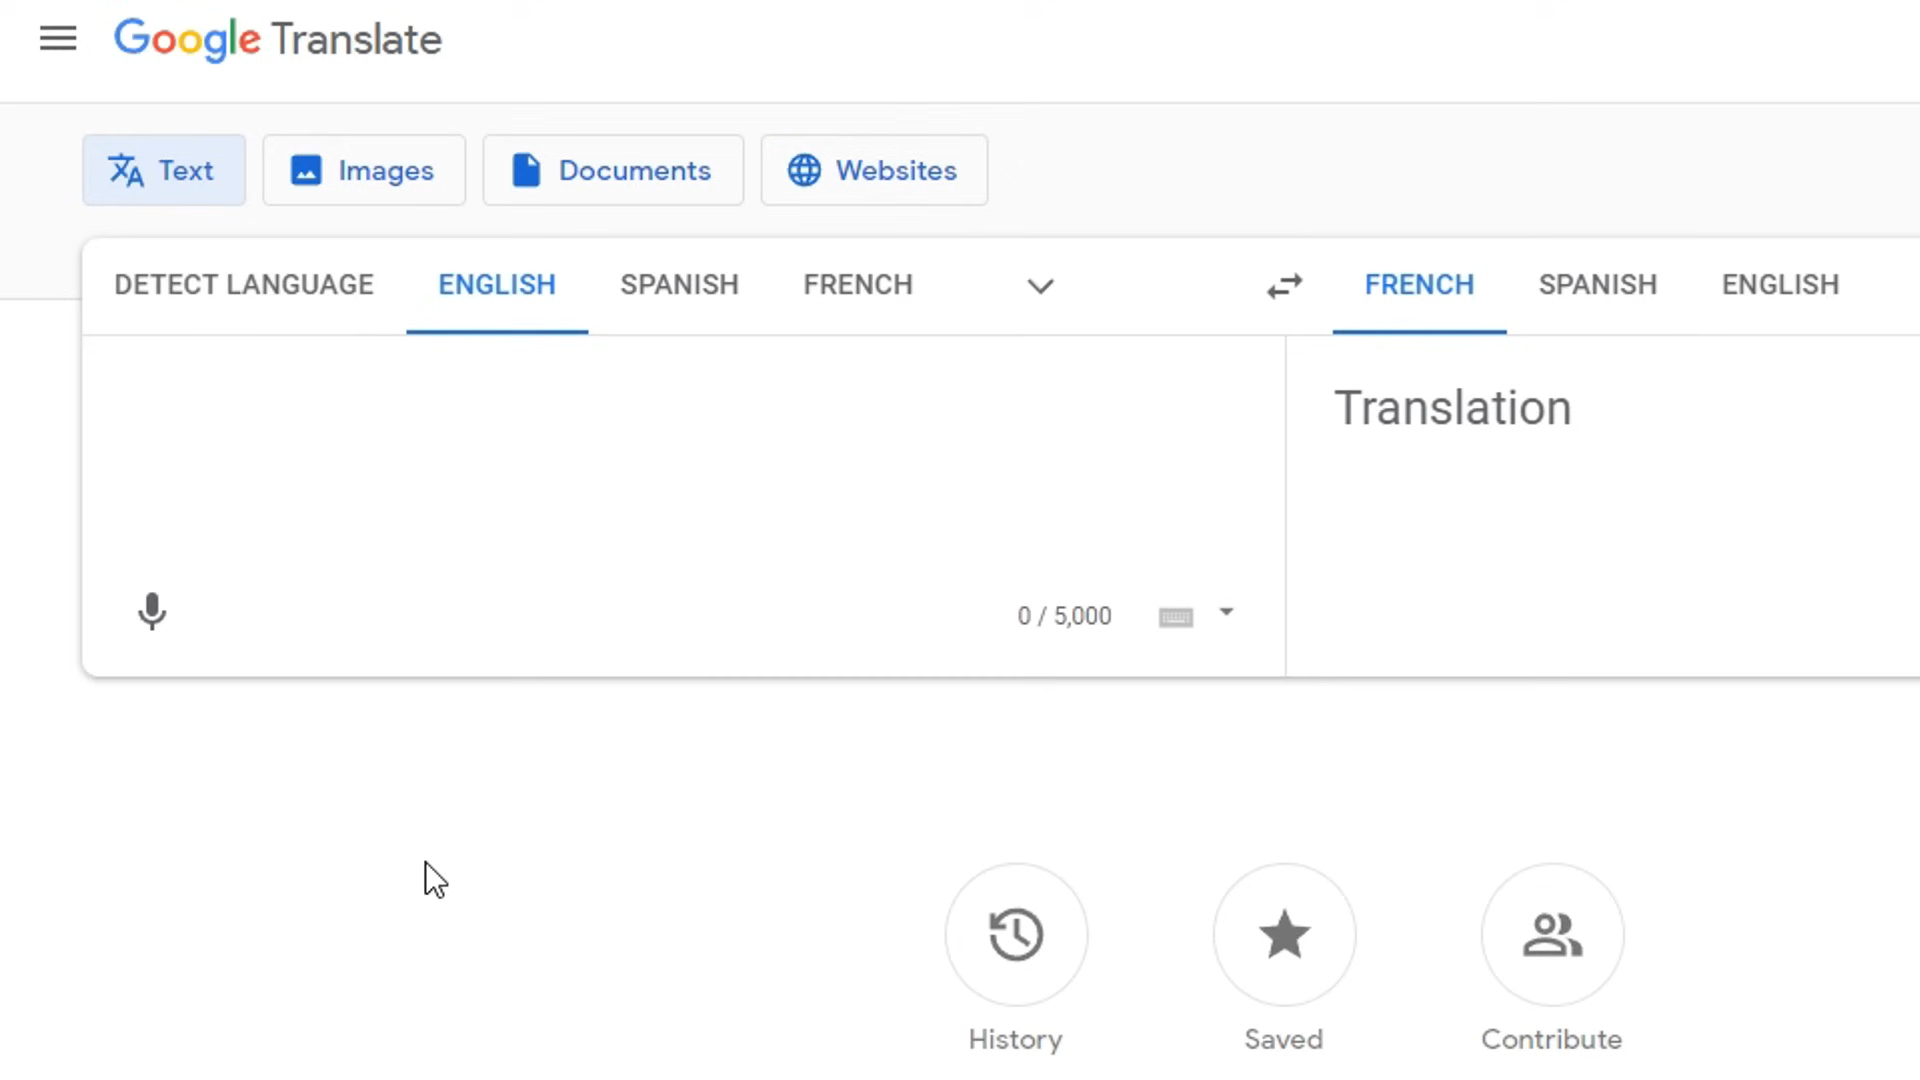 Google Translate
Text Images Documents Websites
DETECT LANGUAGE ENGLISH SPANISH FRENCH FRENCH SPANISH ENGLISH
Translation
0 / 5,000
History Saved Contribute